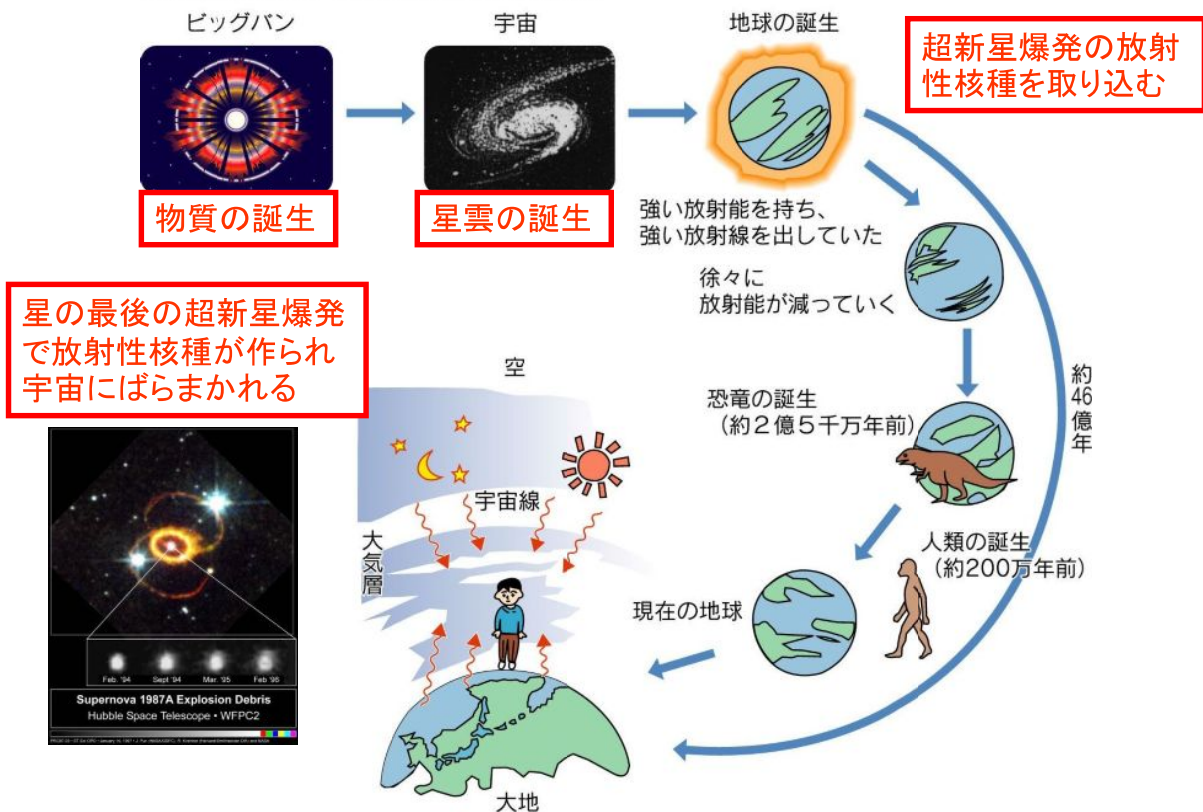 ビッグバン
宇宙
地球の誕生
超新星爆発の放射
性核種を取り込む
物質の誕生
星雲の誕生
強い放射能を持ち、
強い放射線を出していた
徐々に
放射能が減っていく
星の最後の超新星爆発
で放射性核種が作られ
宇宙にばらまかれる
空
恐竜の誕生
(約2億5千万年前)
約46億年
宇宙線
大気層
人類の誕生
(約200万年前)
現在の地球
Feb. '94
Sept '94
Mar. '95
Feb '96
Supernova 1987A Explosion Debris
Hubble Space Telescope • WFPC2
大地